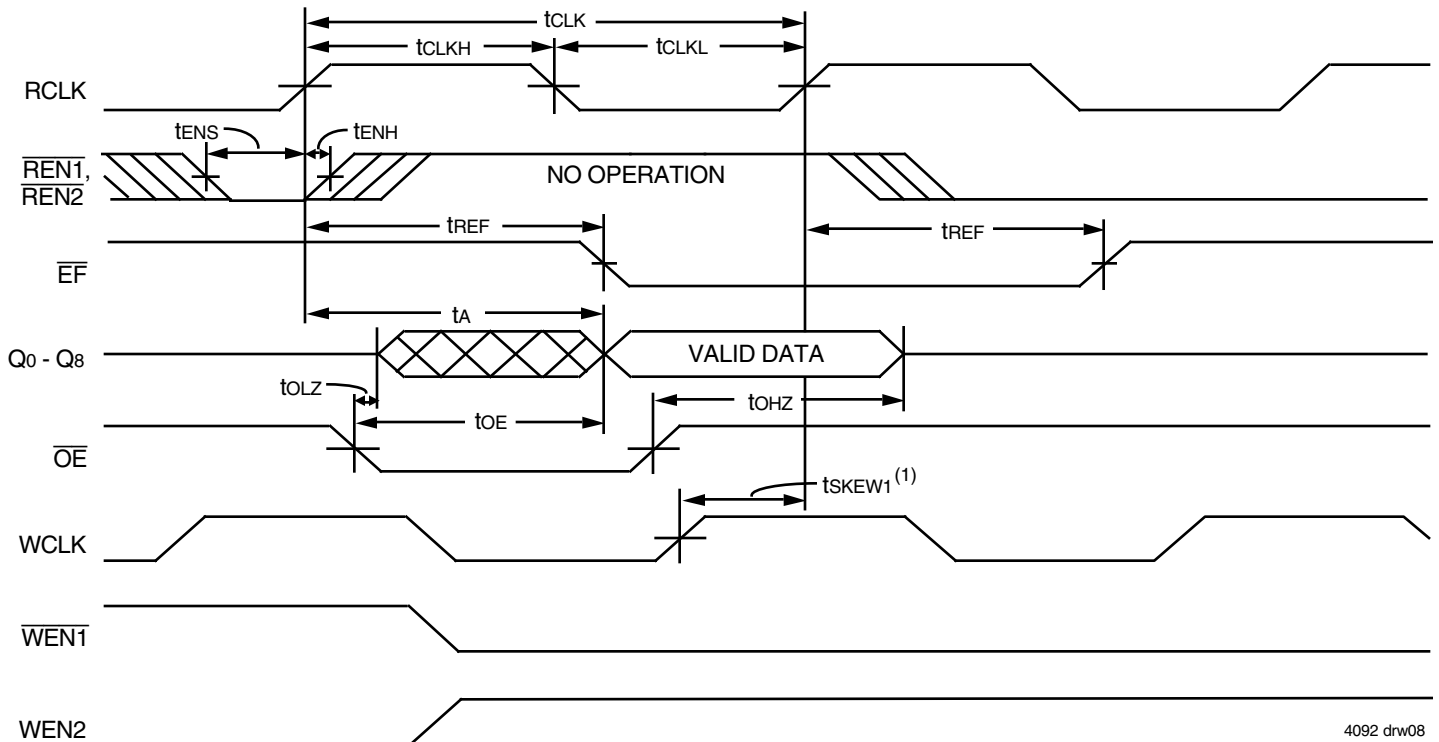 tCLK
tCLKH tCLKL
RCLK
tENS tENH
REN1,
REN2
NO OPERATION
tREF tREF
EF
tA
Q0 - Q8 VALID DATA
tOLZ
tOE tOHZ
OE
tSKEW1(1)
WCLK
WEN1
WEN2
4092 drw08